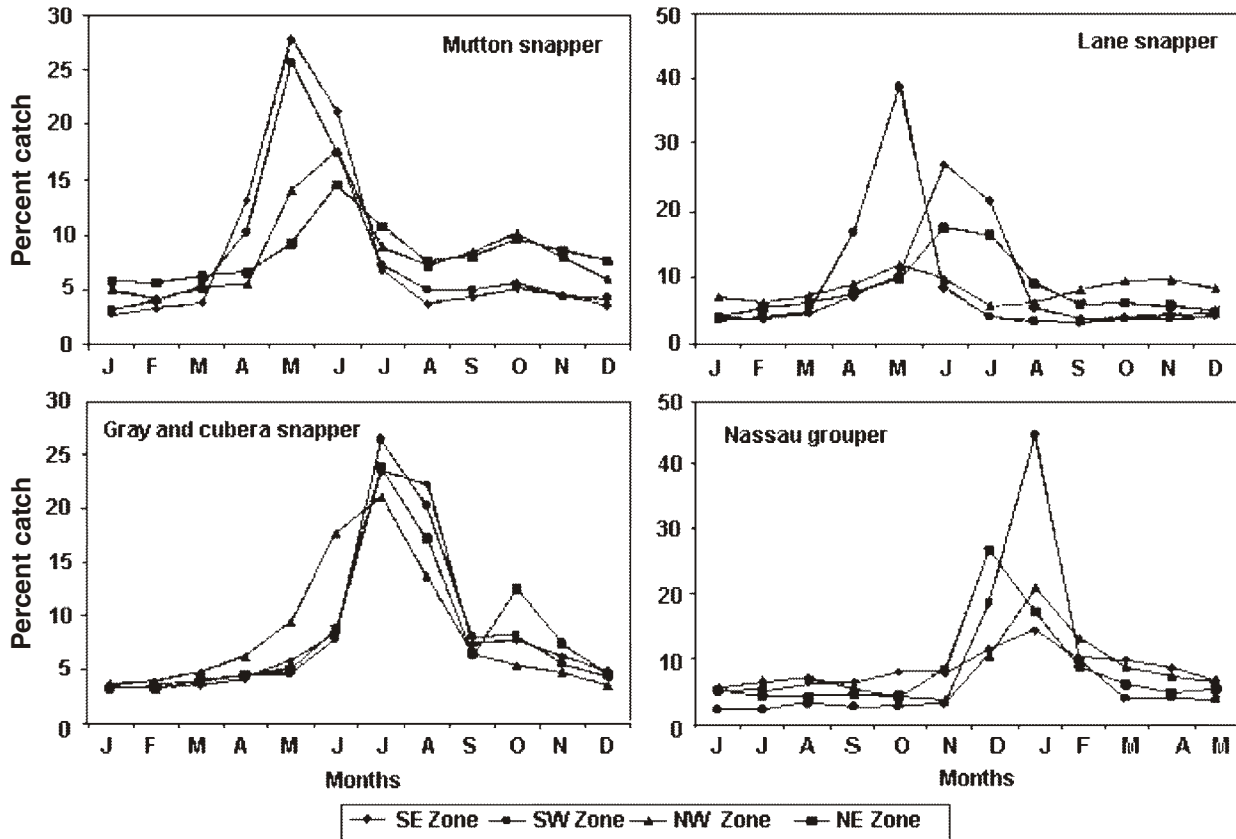 Mutton snapper
Percent catch
30
25
20
15
10
5
0
J F M A M J J A S O N D
Lane snapper
50
40
30
20
10
0
J F M A M J J A S O N D
Gray and cubera snapper
Percent catch
30
25
20
15
10
5
0
J F M A M J J A S O N D
Months
Nassau grouper
50
40
30
20
10
0
J J A S O N D J F M A M
Months
SE Zone SW Zone NW Zone NE Zone